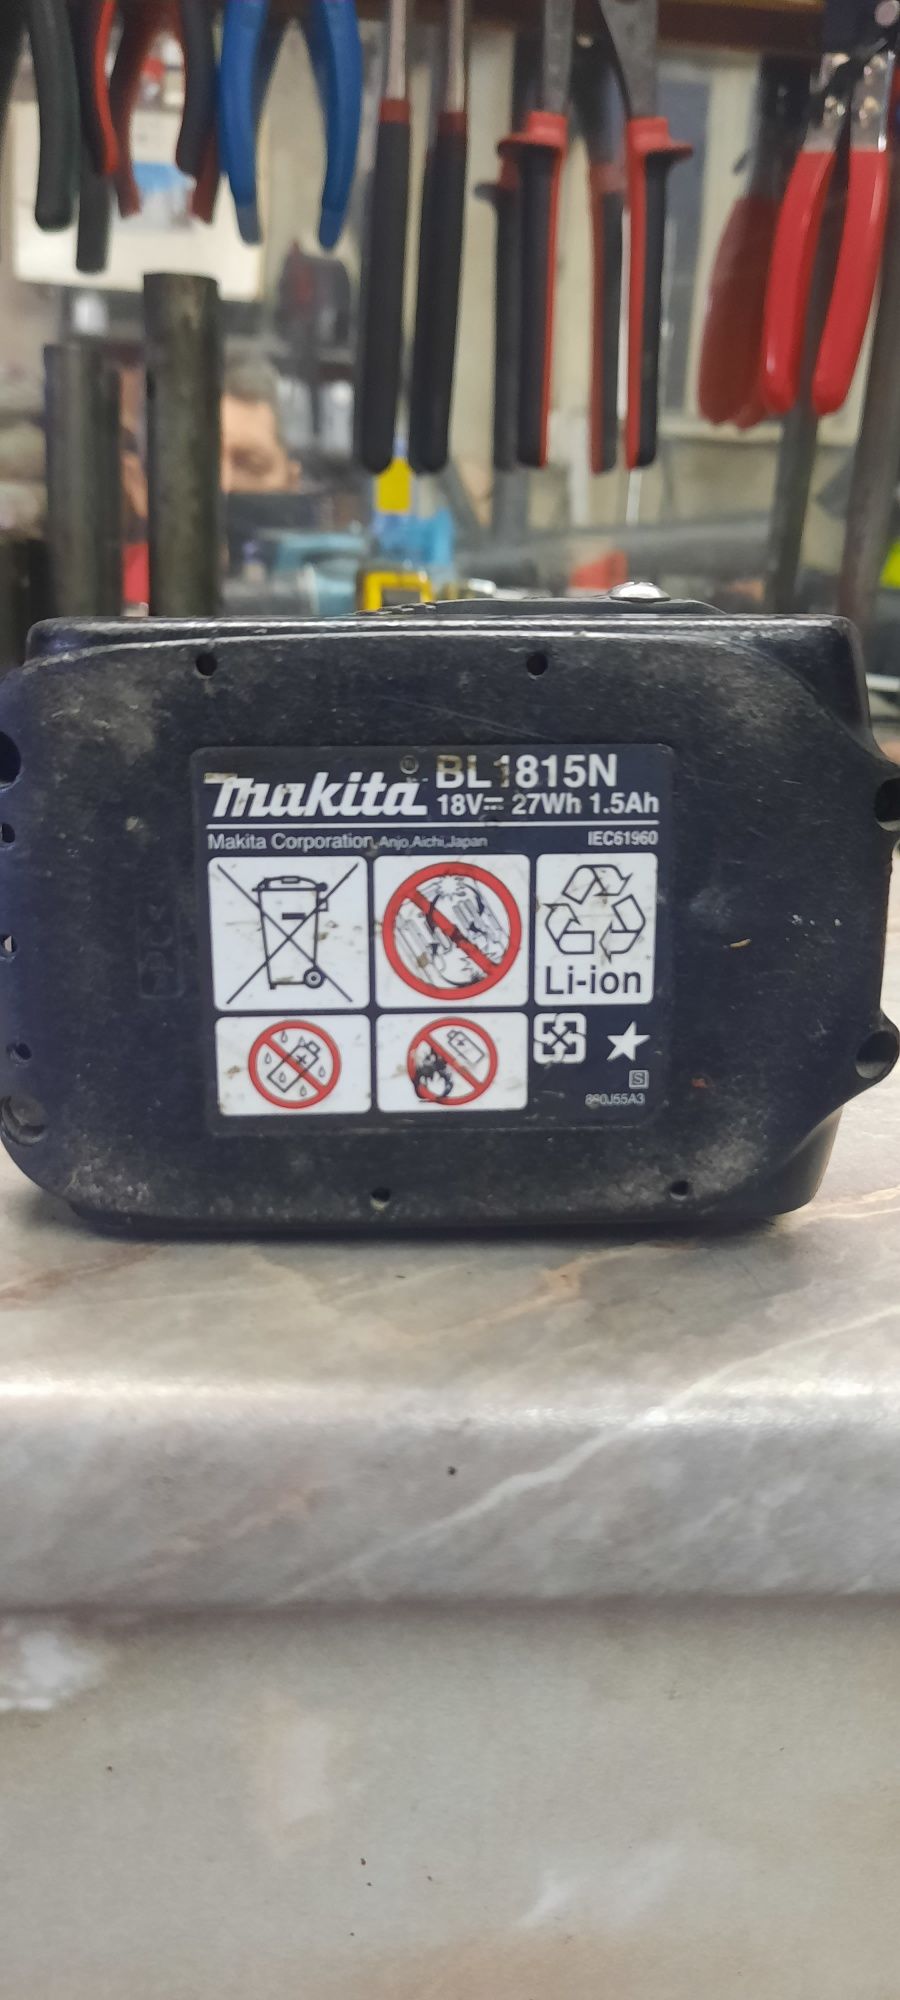 makita® BL1815N
18V⎓ 27Wh 1.5Ah
Makita Corporation Anjo,Aichi,Japan IEC61960
Li-ion
S